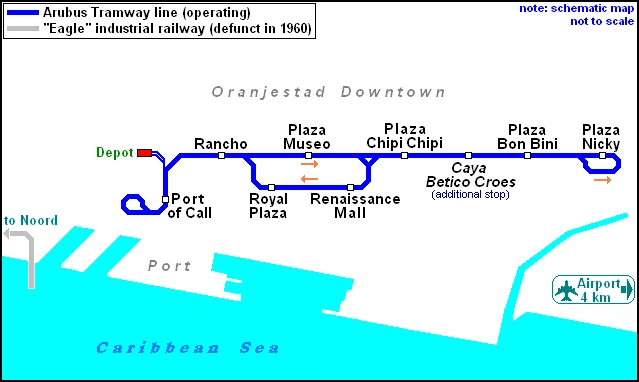 Arubus Tramway line (operating)
"Eagle" industrial railway (defunct in 1960)
note: schematic map
not to scale
Oranjestad Downtown
Depot
Rancho
Plaza
Museo
Plaza
Chipi Chipi
Plaza
Bon Bini
Plaza
Nicky
Caya
Betico Croes
(additional stop)
Port
of Call
Royal
Plaza
Renaissance
Mall
to Noord
Port
Airport
4 km
Caribbean Sea